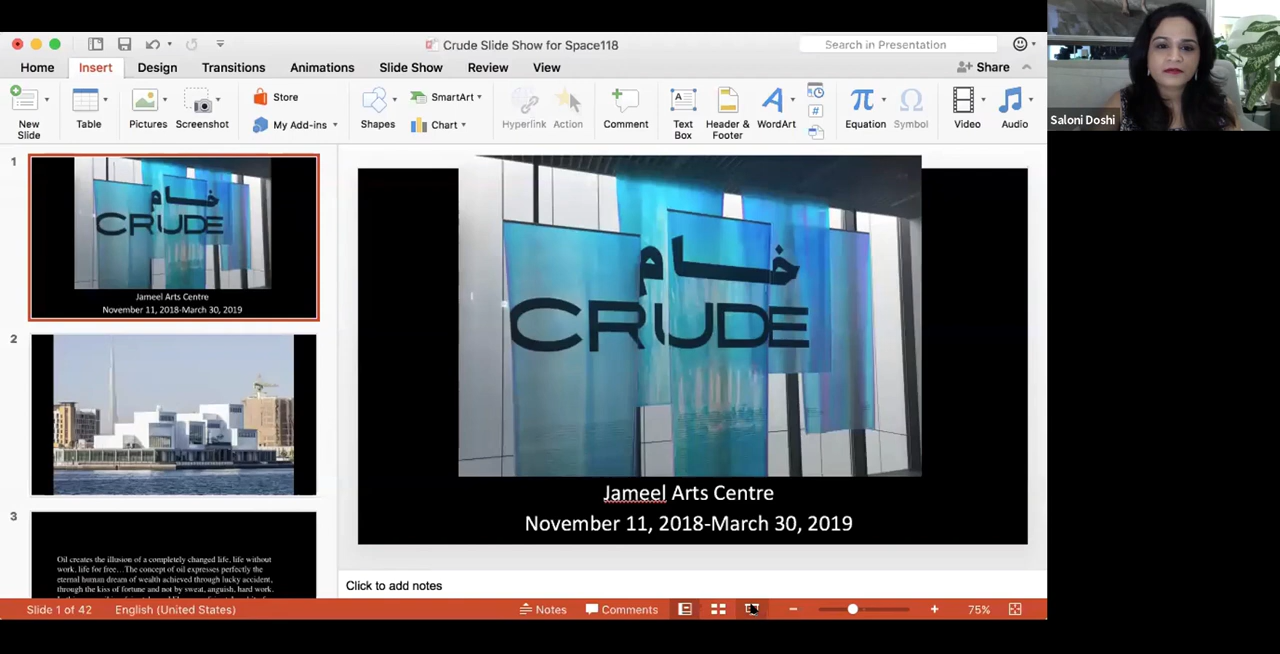 Crude Slide Show for Space118
Search in Presentation
Home Insert Design Transitions Animations Slide Show Review View Share
New Slide
Table
Pictures
Screenshot
Store
My Add-ins
Shapes
SmartArt
Chart
Hyperlink
Action
Comment
Text Box
Header & Footer
WordArt
Equation
Symbol
Video
Audio
Saloni Doshi
1
خام
CRUDE
Jameel Arts Centre
November 11, 2018-March 30, 2019
2
3
Oil creates the illusion of a completely changed life, life without
work, life for free…The concept of oil expresses perfectly the
eternal human dream of wealth achieved through lucky accident,
through the kiss of fortune and not by sweat, anguish, hard work.
خام
CRUDE
Jameel Arts Centre
November 11, 2018-March 30, 2019
Click to add notes
Slide 1 of 42 English (United States) Notes Comments 75%